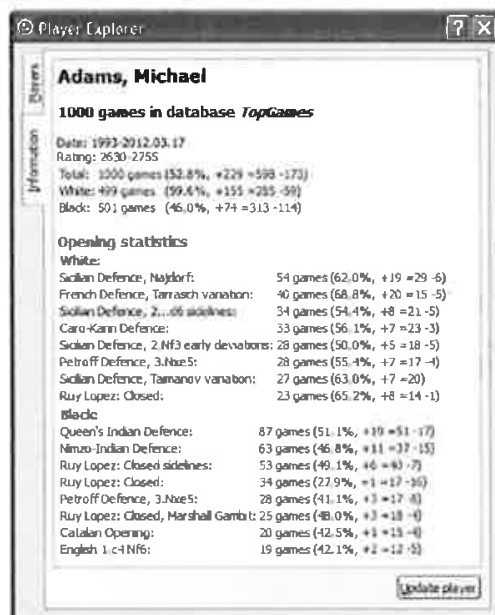 Player Explorer
Players
Information
Adams, Michael
1000 games in database TopGames
Date: 1993-2012.03.17
Rating: 2630-2755
Total: 1000 games (52.8%, +229 =598 -173)
White: 499 games (59.6%, +155 =285 -59)
Black: 501 games (46.0%, +74 =313 -114)
Opening statistics
White:
Sicilian Defence, Najdorf: 54 games (62.0%, +19 =29 -6)
French Defence, Tarrasch variation: 40 games (68.8%, +20 =15 -5)
Sicilian Defence, 2...d6 sidelines: 34 games (54.4%, +8 =21 -5)
Caro-Kann Defence: 33 games (56.1%, +7 =23 -3)
Sicilian Defence, 2.Nf3 early deviations: 28 games (50.0%, +5 =18 -5)
Petroff Defence, 3.Nxe5: 28 games (55.4%, +7 =17 -4)
Sicilian Defence, Taimanov variation: 27 games (63.0%, +7 =20)
Ruy Lopez: Closed: 23 games (65.2%, +8 =14 -1)
Black:
Queen's Indian Defence: 87 games (51.1%, +19 =51 -17)
Nimzo-Indian Defence: 63 games (46.8%, +11 =37 -15)
Ruy Lopez: Closed sidelines: 53 games (49.1%, +6 =40 -7)
Ruy Lopez: Closed: 34 games (27.9%, +1 =17 -16)
Petroff Defence, 3.Nxe5: 28 games (41.1%, +3 =17 -8)
Ruy Lopez: Closed, Marshall Gambit: 25 games (48.0%, +3 =18 -4)
Catalan Opening: 20 games (42.5%, +1 =15 -4)
English 1.c4 Nf6: 19 games (42.1%, +2 =12 -5)
Update player